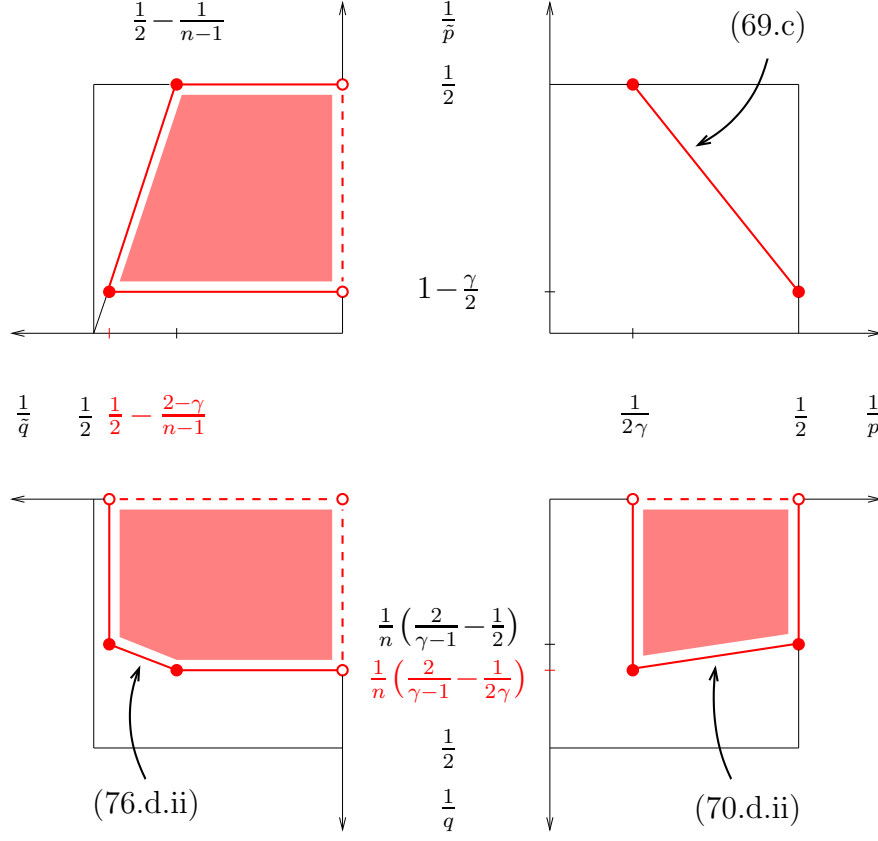 1/2 − 1/(n−1)
1/p̃
(69.c)
1/2
1 − γ/2
1/q̃
1/2
1/2 − (2−γ)/(n−1)
1/(2γ)
1/2
1/p
1/n (2/(γ−1) − 1/2)
1/n (2/(γ−1) − 1/(2γ))
1/2
(76.d.ii)
1/q
(70.d.ii)